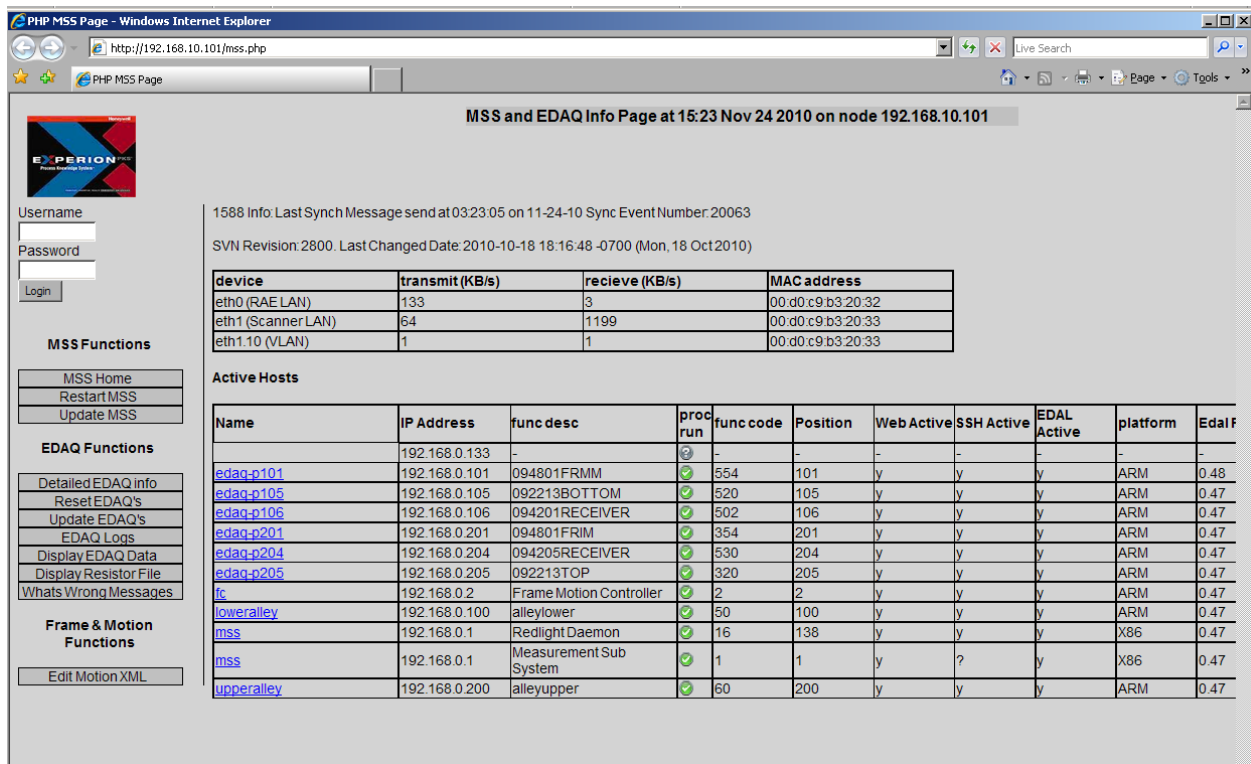 PHP MSS Page - Windows Internet Explorer
http://192.168.10.101/mss.php
Live Search
PHP MSS Page
Page
Tools
»
Honeywell
EXPERION PKS
Process Knowledge System
MSS and EDAQ Info Page at 15:23 Nov 24 2010 on node 192.168.10.101
Username
Password
Login
MSS Functions
MSS Home
Restart MSS
Update MSS
EDAQ Functions
Detailed EDAQ info
Reset EDAQ's
Update EDAQ's
EDAQ Logs
Display EDAQ Data
Display Resistor File
Whats Wrong Messages
Frame & Motion
Functions
Edit Motion XML
1588 Info: Last Synch Message send at 03:23:05 on 11-24-10 Sync Event Number: 20063
SVN Revision: 2800. Last Changed Date: 2010-10-18 18:16:48 -0700 (Mon, 18 Oct 2010)
device transmit (KB/s) recieve (KB/s) MAC address
eth0 (RAE LAN) 133 3 00:d0:c9:b3:20:32
eth1 (Scanner LAN) 64 1199 00:d0:c9:b3:20:33
eth1.10 (VLAN) 1 1 00:d0:c9:b3:20:33
Active Hosts
Name IP Address func desc proc run func code Position Web Active SSH Active EDAL Active platform Edal
192.168.0.133 - - - - - - - -
edaq-p101 192.168.0.101 094801FRMM 554 101 y y y ARM 0.48
edaq-p105 192.168.0.105 092213BOTTOM 520 105 y y y ARM 0.47
edaq-p106 192.168.0.106 094201RECEIVER 502 106 y y y ARM 0.47
edaq-p201 192.168.0.201 094801FRIM 354 201 y y y ARM 0.47
edaq-p204 192.168.0.204 094205RECEIVER 530 204 y y y ARM 0.47
edaq-p205 192.168.0.205 092213TOP 320 205 y y y ARM 0.47
fc 192.168.0.2 Frame Motion Controller 2 2 y y y ARM 0.47
loweralley 192.168.0.100 alleylower 50 100 y y y ARM 0.47
mss 192.168.0.1 Redlight Daemon 16 138 y y y X86 0.47
mss 192.168.0.1 Measurement Sub System 1 1 y ? y X86 0.47
upperalley 192.168.0.200 alleyupper 60 200 y y y ARM 0.47